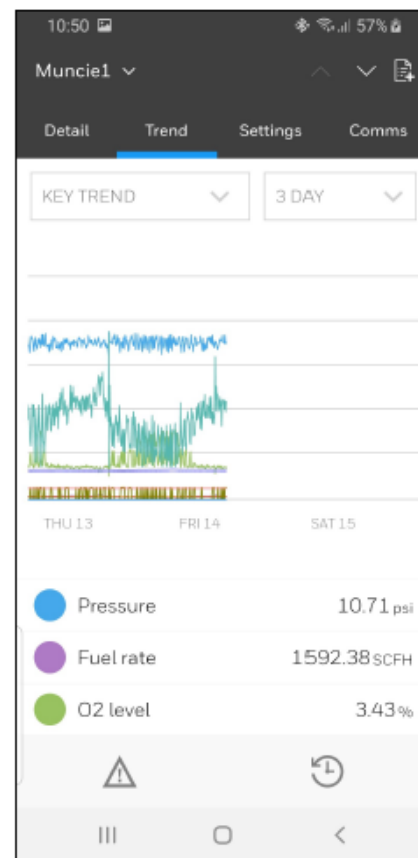 10:50 57%
Muncie1
Detail Trend Settings Comms
KEY TREND 3 DAY
THU 13 FRI 14 SAT 15
Pressure 10.71 psi
Fuel rate 1592.38 SCFH
O2 level 3.43 %